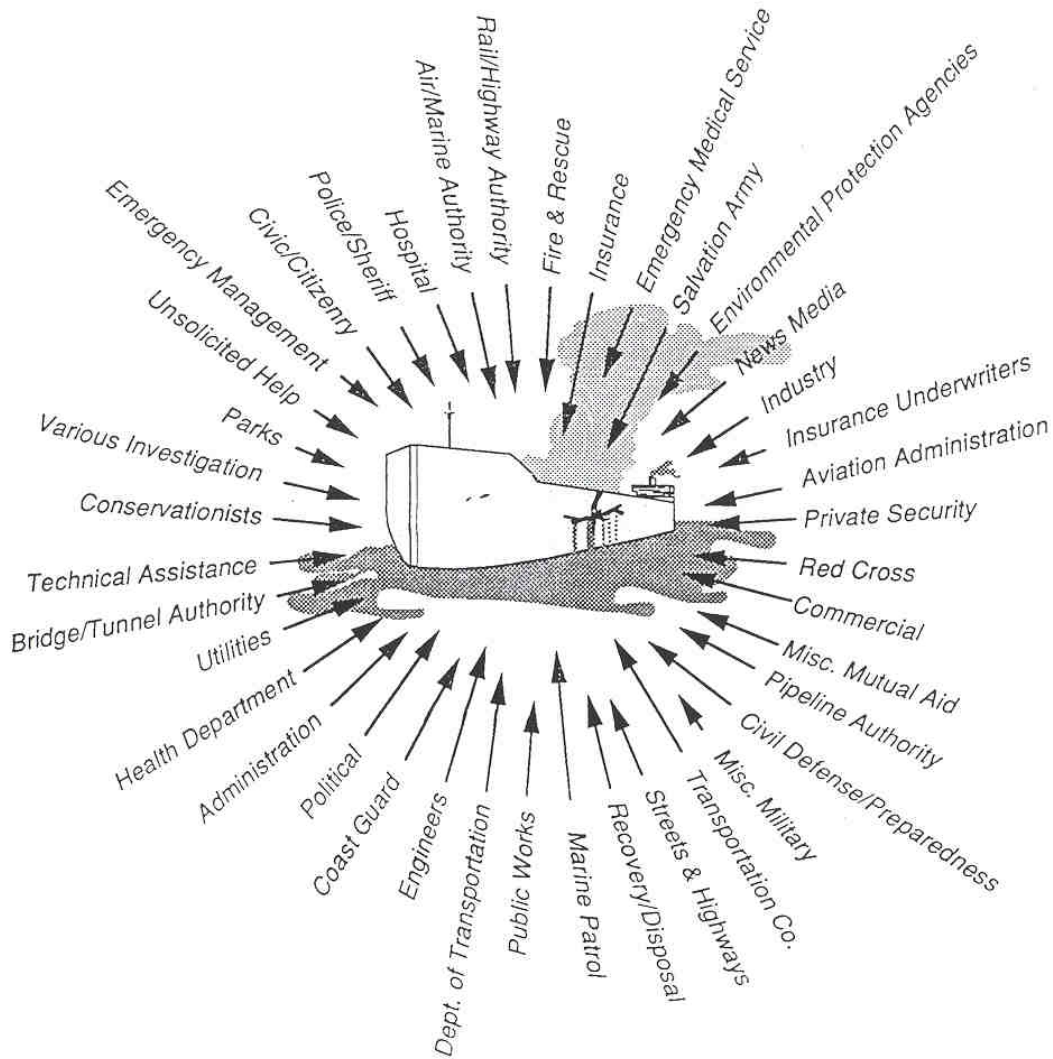 Fire & Rescue
Insurance
Emergency Medical Service
Salvation Army
Environmental Protection Agencies
News Media
Industry
Insurance Underwriters
Aviation Administration
Private Security
Red Cross
Commercial
Misc. Mutual Aid
Pipeline Authority
Civil Defense/Preparedness
Misc. Military
Transportation Co.
Streets & Highways
Recovery/Disposal
Marine Patrol
Public Works
Dept. of Transportation
Engineers
Coast Guard
Political
Administration
Health Department
Utilities
Bridge/Tunnel Authority
Technical Assistance
Conservationists
Various Investigation
Parks
Unsolicited Help
Emergency Management
Civic/Citizenry
Police/Sheriff
Hospital
Air/Marine Authority
Rail/Highway Authority